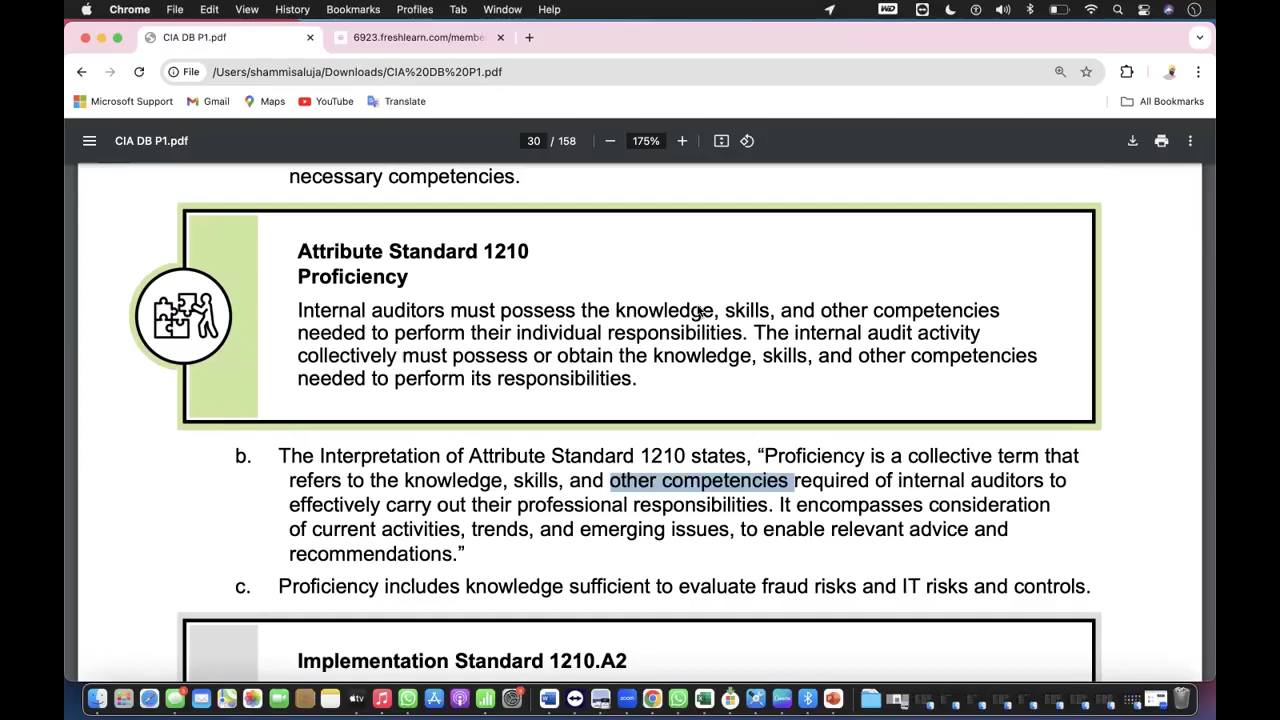 Chrome File Edit View History Bookmarks Profiles Tab Window Help
CIA DB P1.pdf
6923.freshlearn.com/membe
File /Users/shammisaluja/Downloads/CIA%20DB%20P1.pdf
Microsoft Support Gmail Maps YouTube Translate All Bookmarks
CIA DB P1.pdf 30 / 158 175%
necessary competencies.
Attribute Standard 1210
Proficiency
Internal auditors must possess the knowledge, skills, and other competencies
needed to perform their individual responsibilities. The internal audit activity
collectively must possess or obtain the knowledge, skills, and other competencies
needed to perform its responsibilities.
b. The Interpretation of Attribute Standard 1210 states, “Proficiency is a collective term that
refers to the knowledge, skills, and other competencies required of internal auditors to
effectively carry out their professional responsibilities. It encompasses consideration
of current activities, trends, and emerging issues, to enable relevant advice and
recommendations.”
c. Proficiency includes knowledge sufficient to evaluate fraud risks and IT risks and controls.
Implementation Standard 1210.A2